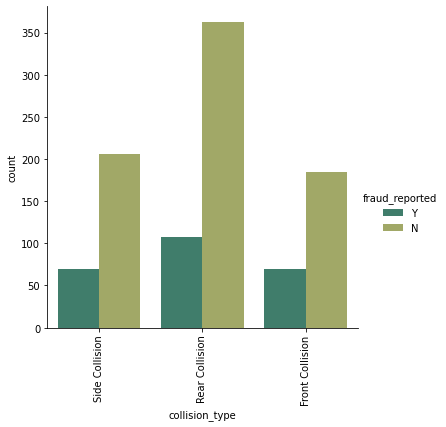 count
350
300
250
200
150
100
50
0
Side Collision
Rear Collision
Front Collision
collision_type
fraud_reported
Y
N